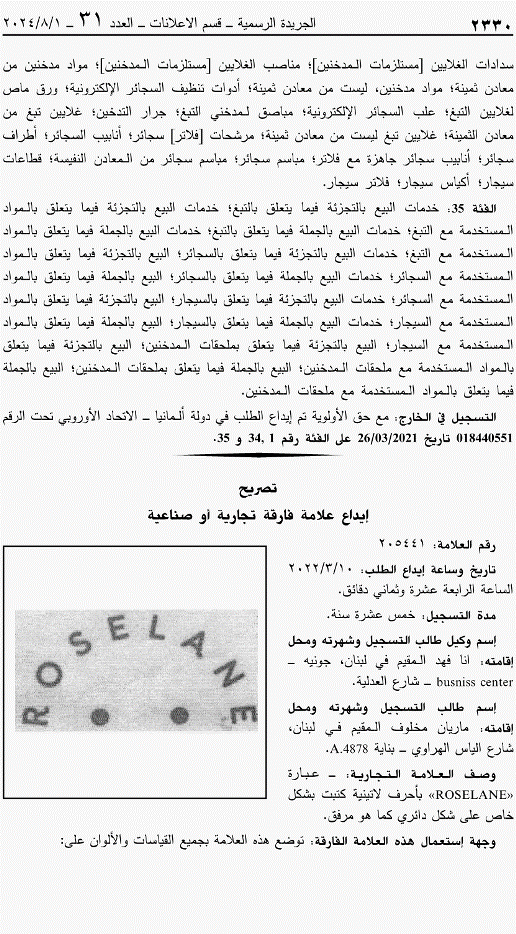 ٢٣٣٠
الجريدة الرسمية ــ قسم الاعلانات ــ العدد ٣١ ــ ٢٠٢٤/٨/١
سدادات الغلايين [مستلزمات المدخنين]؛ مناصب الغلايين [مستلزمات المدخنين]؛ مواد مدخنين من
معادن ثمينة؛ مواد مدخنين، ليست من معادن ثمينة؛ أدوات تنظيف السجائر الإلكترونية؛ ورق ماص
لغلايين التبغ؛ علب السجائر الإلكترونية؛ مباصق لمدخني التبغ؛ جرار التدخين؛ غلايين تبغ من
معادن الثمينة؛ غلايين تبغ ليست من معادن ثمينة؛ مرشحات [فلاتر] سجائر؛ أنابيب السجائر؛ أطراف
سجائر؛ أنابيب سجائر جاهزة مع فلاتر؛ مباسم سجائر؛ مباسم سجائر من المعادن النفيسة؛ قطاعات
سيجار؛ أكياس سيجار؛ فلاتر سيجار.
الفئة 35: خدمات البيع بالتجزئة فيما يتعلق بالتبغ؛ خدمات البيع بالتجزئة فيما يتعلق بالمواد
المستخدمة مع التبغ؛ خدمات البيع بالجملة فيما يتعلق بالتبغ؛ خدمات البيع بالجملة فيما يتعلق بالمواد
المستخدمة مع التبغ؛ خدمات البيع بالتجزئة فيما يتعلق بالسجائر؛ البيع بالتجزئة فيما يتعلق بالمواد
المستخدمة مع السجائر؛ خدمات البيع بالجملة فيما يتعلق بالسجائر؛ البيع بالجملة فيما يتعلق بالمواد
المستخدمة مع السجائر؛ خدمات البيع بالتجزئة فيما يتعلق بالسيجار؛ البيع بالتجزئة فيما يتعلق بالمواد
المستخدمة مع السيجار؛ خدمات البيع بالجملة فيما يتعلق بالسيجار؛ البيع بالجملة فيما يتعلق بالمواد
المستخدمة مع السيجار؛ البيع بالتجزئة فيما يتعلق بملحقات المدخنين؛ البيع بالتجزئة فيما يتعلق
بالمواد المستخدمة مع ملحقات المدخنين؛ البيع بالجملة فيما يتعلق بملحقات المدخنين؛ البيع بالجملة
فيما يتعلق بالمواد المستخدمة مع ملحقات المدخنين.
التسجيل في الخارج: مع حق الأولوية تم إيداع الطلب في دولة ألمانيا ــ الاتحاد الأوروبي تحت الرقم
018440551 تاريخ 26/03/2021 على الفئة رقم 1 ,34 و 35.
تصريح
إيداع علامة فارقة تجارية أو صناعية
رقم العلامة: ٢٠٥٤٤١
تاريخ وساعة إيداع الطلب: ٢٠٢٢/٣/١٠
الساعة الرابعة عشرة وثماني دقائق.
مدة التسجيل: خمس عشرة سنة.
إسم وكيل طالب التسجيل وشهرته ومحل
إقامته: انا فهد المقيم في لبنان، جونيه ــ
busniss center ــ شارع العدلية.
إسم طالب التسجيل وشهرته ومحل
إقامته: ماريان مخلوف المقيم في لبنان،
شارع الياس الهراوي ــ بناية A.4878.
وصف العلامة التجارية: ــ عبارة
«ROSELANE» بأحرف لاتينية كتبت بشكل
خاص على شكل دائري كما هو مرفق.
ROSELANE
وجهة إستعمال هذه العلامة الفارقة: توضع هذه العلامة بجميع القياسات والألوان على: